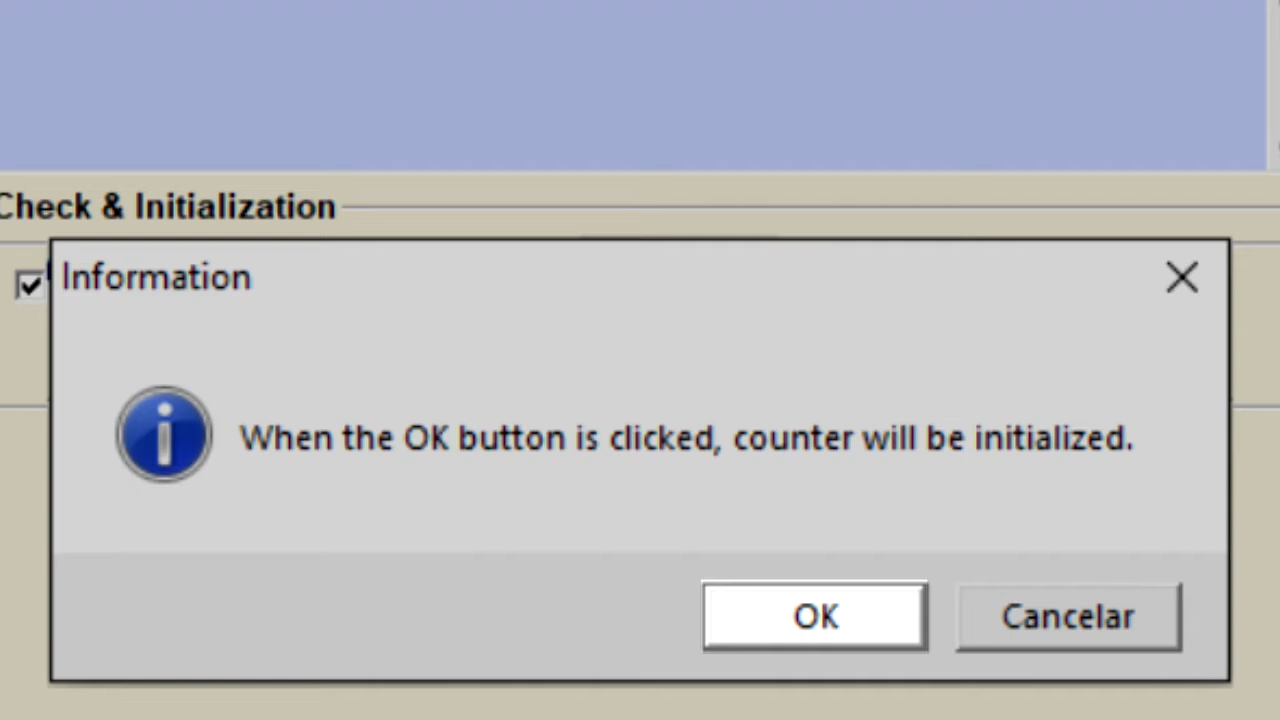 Check & Initialization
Information
When the OK button is clicked, counter will be initialized.
OK
Cancelar